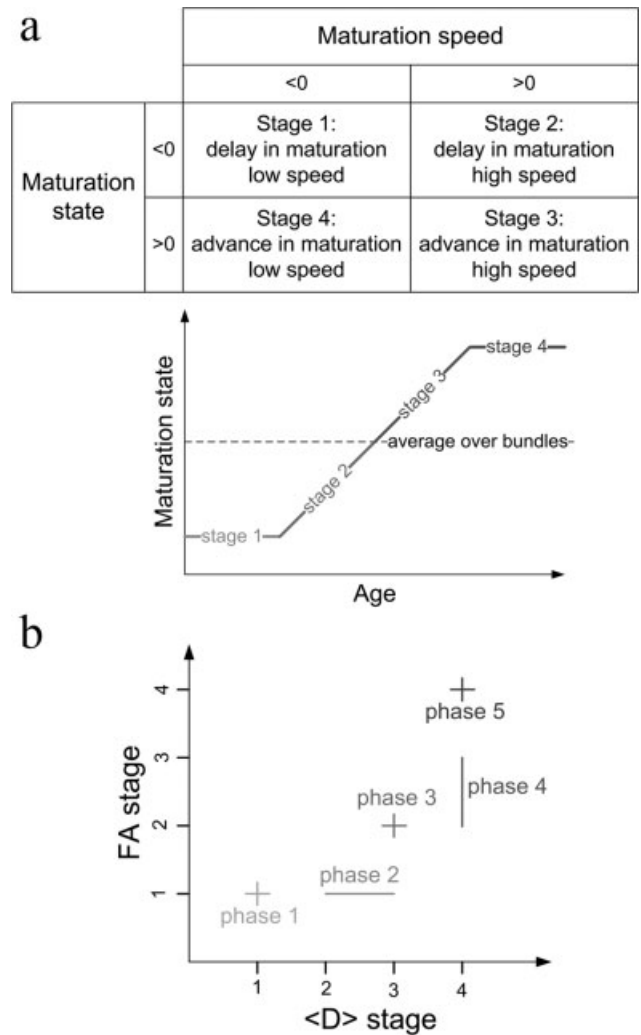 a
Maturation speed
<0
>0
Maturation
state
<0
Stage 1:
delay in maturation
low speed
Stage 2:
delay in maturation
high speed
>0
Stage 4:
advance in maturation
low speed
Stage 3:
advance in maturation
high speed
Maturation state
stage 4
stage 3
average over bundles
stage 2
stage 1
Age
b
FA stage
4
phase 5
3
phase 3
phase 4
2
phase 2
1
phase 1
1 2 3 4
<D> stage